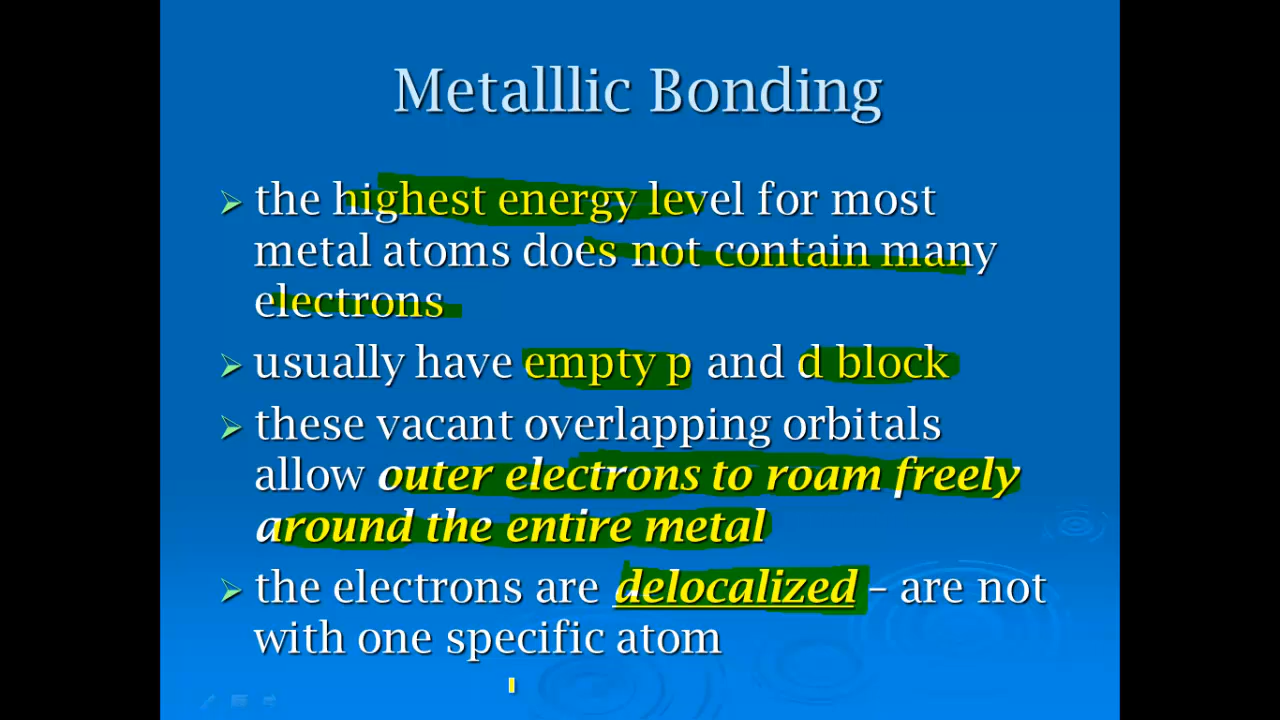 Metalllic Bonding
the highest energy level for most
metal atoms does not contain many
electrons
usually have empty p and d block
these vacant overlapping orbitals
allow outer electrons to roam freely
around the entire metal
the electrons are delocalized – are not
with one specific atom